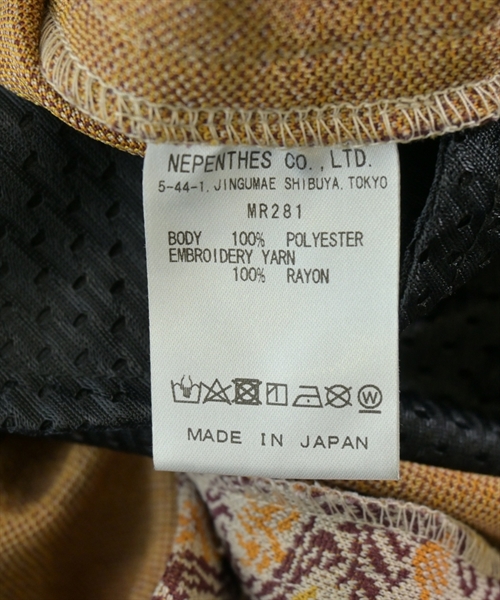 NEPENTHES CO.,LTD.
5-44-1, JINGUMAE SHIBUYA. TOKYO
MR281
BODY 100% POLYESTER
EMBROIDERY YARN
100% RAYON
W
MADE IN JAPAN